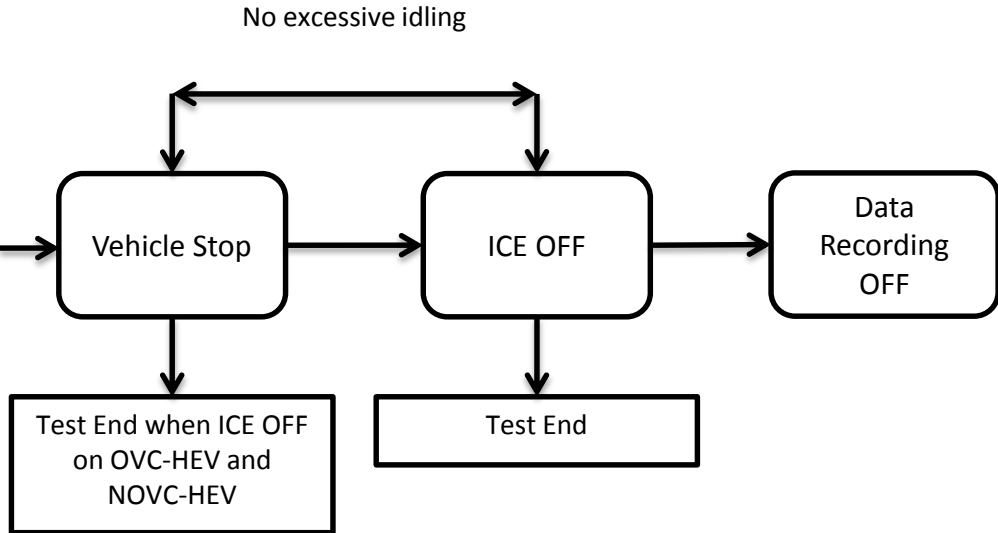 No excessive idling
Vehicle Stop
ICE OFF
Data
Recording
OFF
Test End when ICE OFF
on OVC-HEV and
NOVC-HEV
Test End